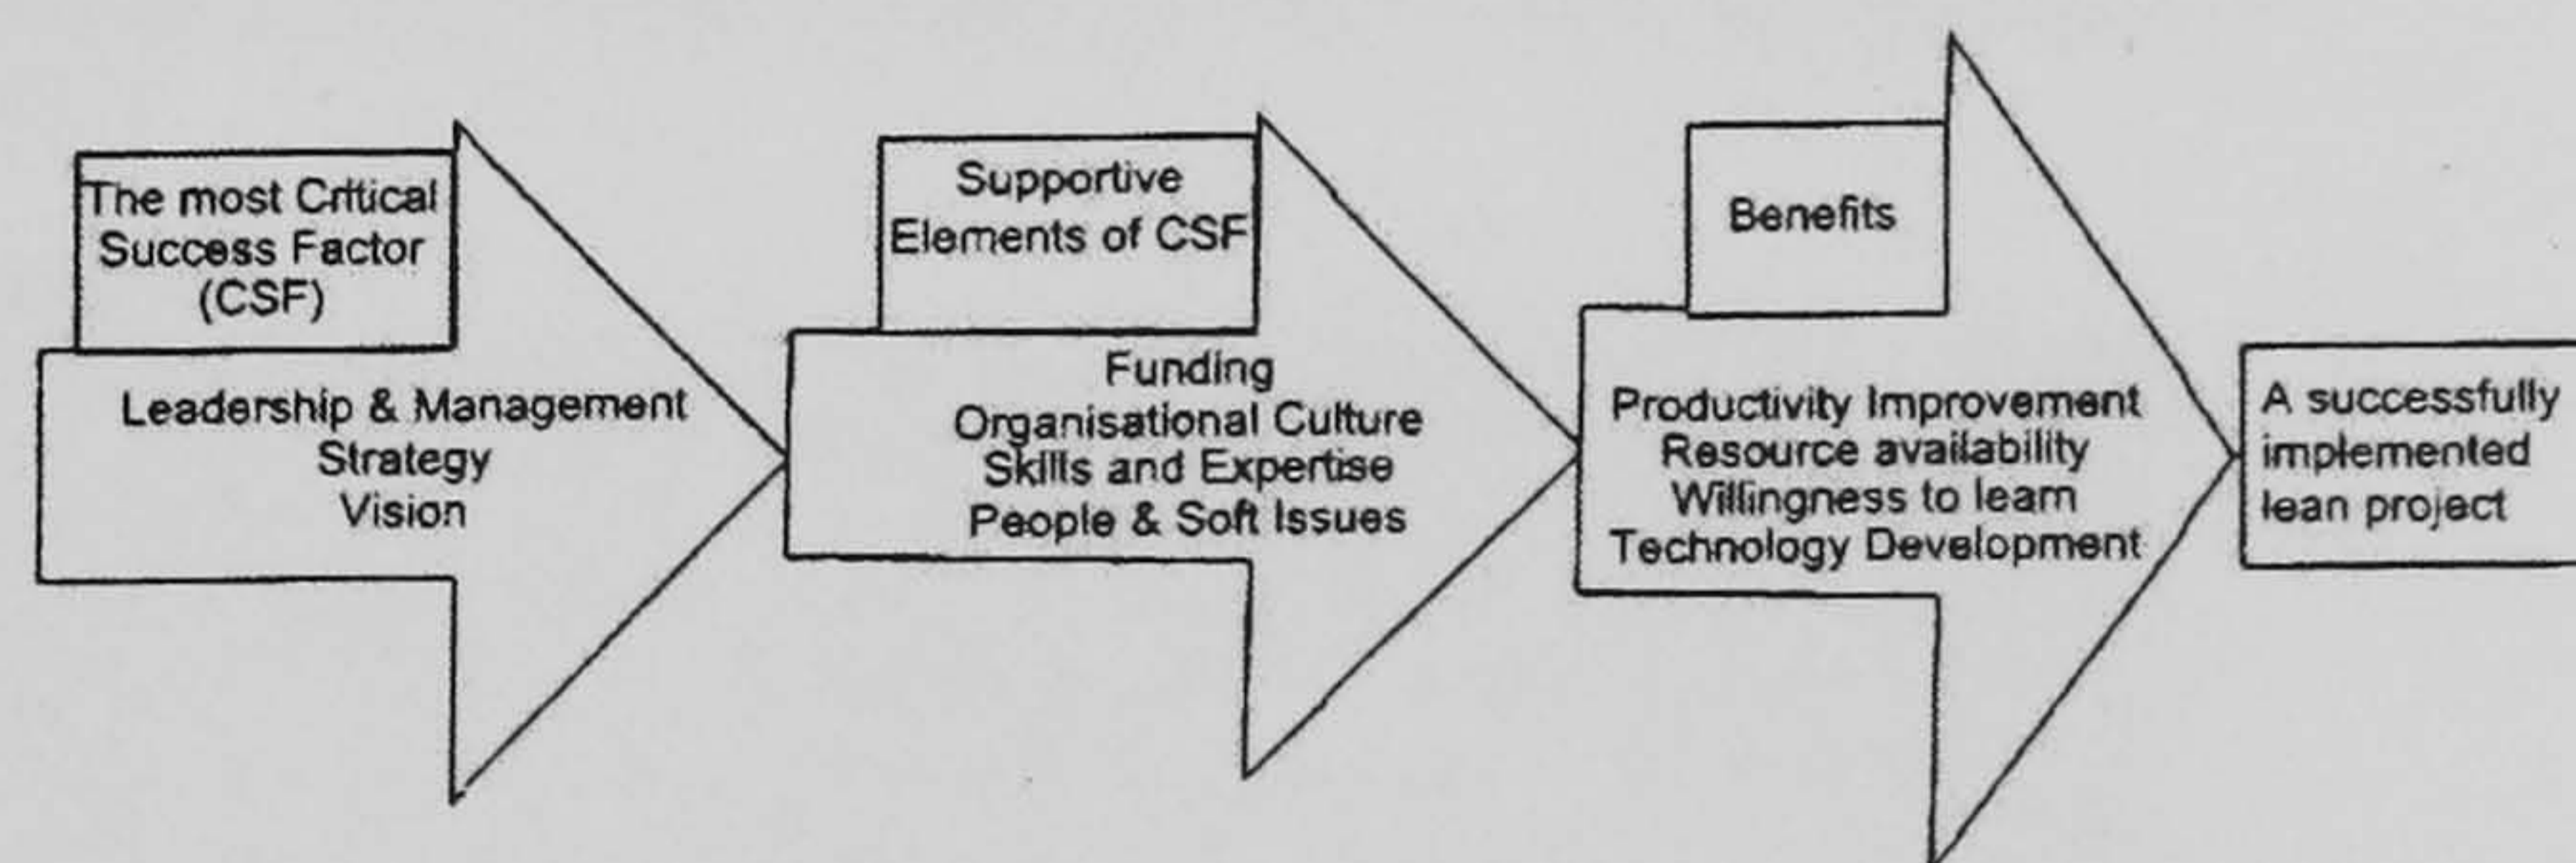 The most Critical
Success Factor
(CSF)
Leadership & Management
Strategy
Vision
Supportive
Elements of CSF
Funding
Organisational Culture
Skills and Expertise
People & Soft Issues
Benefits
Productivity Improvement
Resource availability
Willingness to learn
Technology Development
A successfully
implemented
lean project